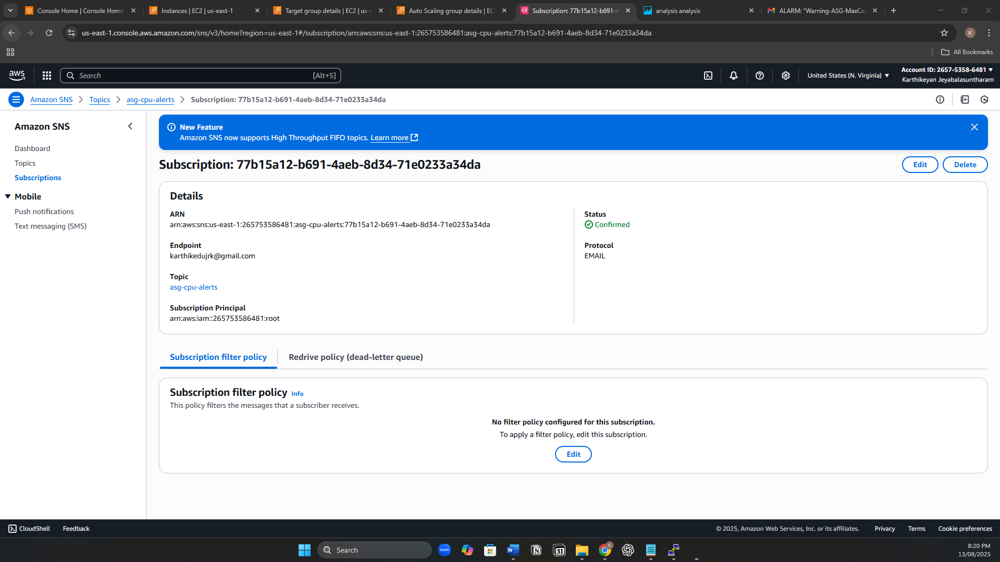 Console Home | Console Home
Instances | EC2 | us-east-1
Target group details | EC2 | us-e
Auto Scaling group details | EC
Subscription: 77b15a12-b691-4
analysis analysis
ALARM: "Warning-ASG-MaxCa
us-east-1.console.aws.amazon.com/sns/v3/home?region=us-east-1#/subscription/arn:aws:sns:us-east-1:265753586481:asg-cpu-alerts:77b15a12-b691-4aeb-8d34-71e0233a34da
K
All Bookmarks
aws
Search
[Alt+S]
United States (N. Virginia)
Account ID: 2657-5358-6481
Karthikeyan Jeyabalasuntharam
Amazon SNS
Topics
asg-cpu-alerts
Subscription: 77b15a12-b691-4aeb-8d34-71e0233a34da
Amazon SNS
Dashboard
Topics
Subscriptions
Mobile
Push notifications
Text messaging (SMS)
New Feature
Amazon SNS now supports High Throughput FIFO topics. Learn more
Subscription: 77b15a12-b691-4aeb-8d34-71e0233a34da
Edit
Delete
Details
ARN
arn:aws:sns:us-east-1:265753586481:asg-cpu-alerts:77b15a12-b691-4aeb-8d34-71e0233a34da
Endpoint
karthikedujrk@gmail.com
Topic
asg-cpu-alerts
Subscription Principal
arn:aws:iam::265753586481:root
Status
Confirmed
Protocol
EMAIL
Subscription filter policy
Redrive policy (dead-letter queue)
Subscription filter policy Info
This policy filters the messages that a subscriber receives.
No filter policy configured for this subscription.
To apply a filter policy, edit this subscription.
Edit
CloudShell
Feedback
© 2025, Amazon Web Services, Inc. or its affiliates.
Privacy
Terms
Cookie preferences
Search
zoom
31
K
8:20 PM
13/08/2025